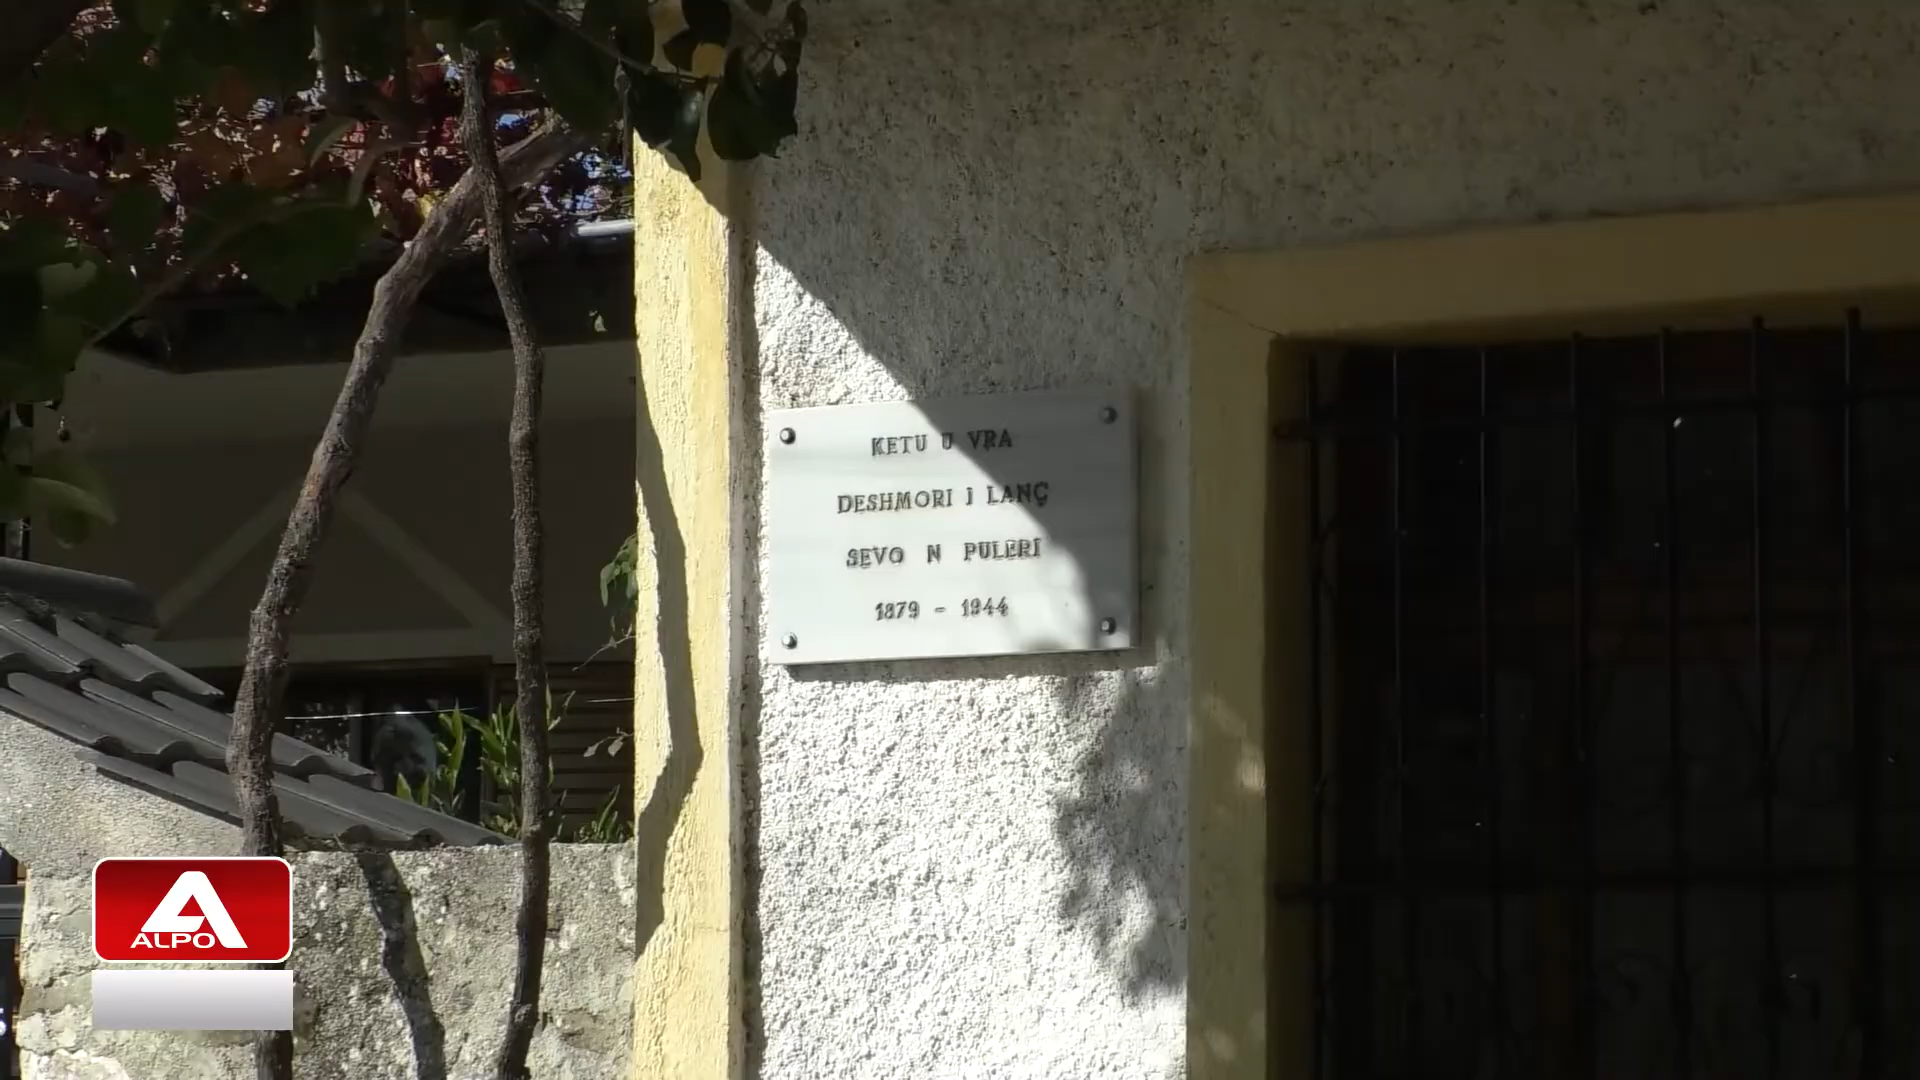 KETU U VRA
DESHMORI I LANÇ
SEVO N PULERI
1879 - 1944
ALPO